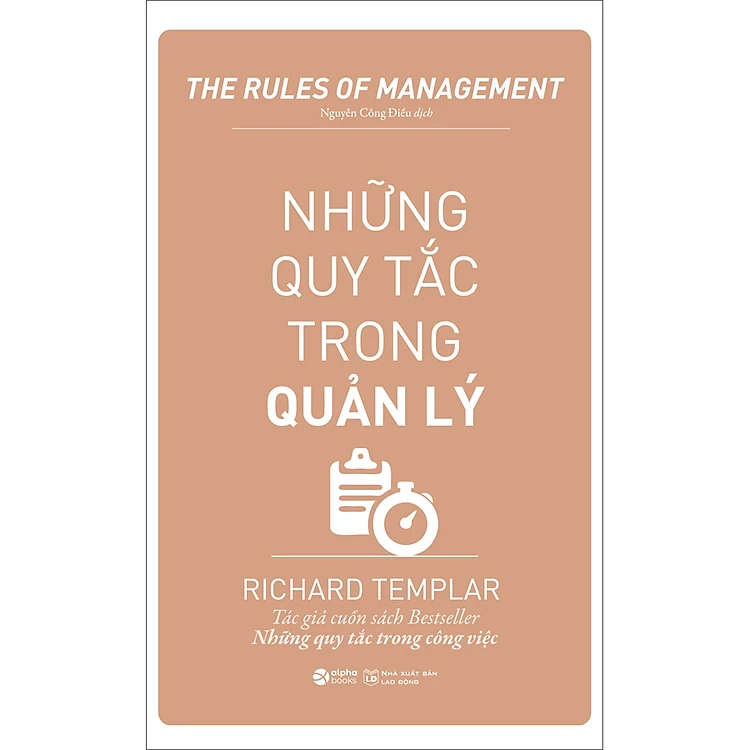 THE RULES OF MANAGEMENT
Nguyễn Công Điều dịch
NHỮNG
QUY TẮC
TRONG
QUẢN LÝ
RICHARD TEMPLAR
Tác giả cuốn sách Bestseller
Những quy tắc trong công việc
alpha
books
LĐ
NHÀ XUẤT BẢN
LAO ĐỘNG